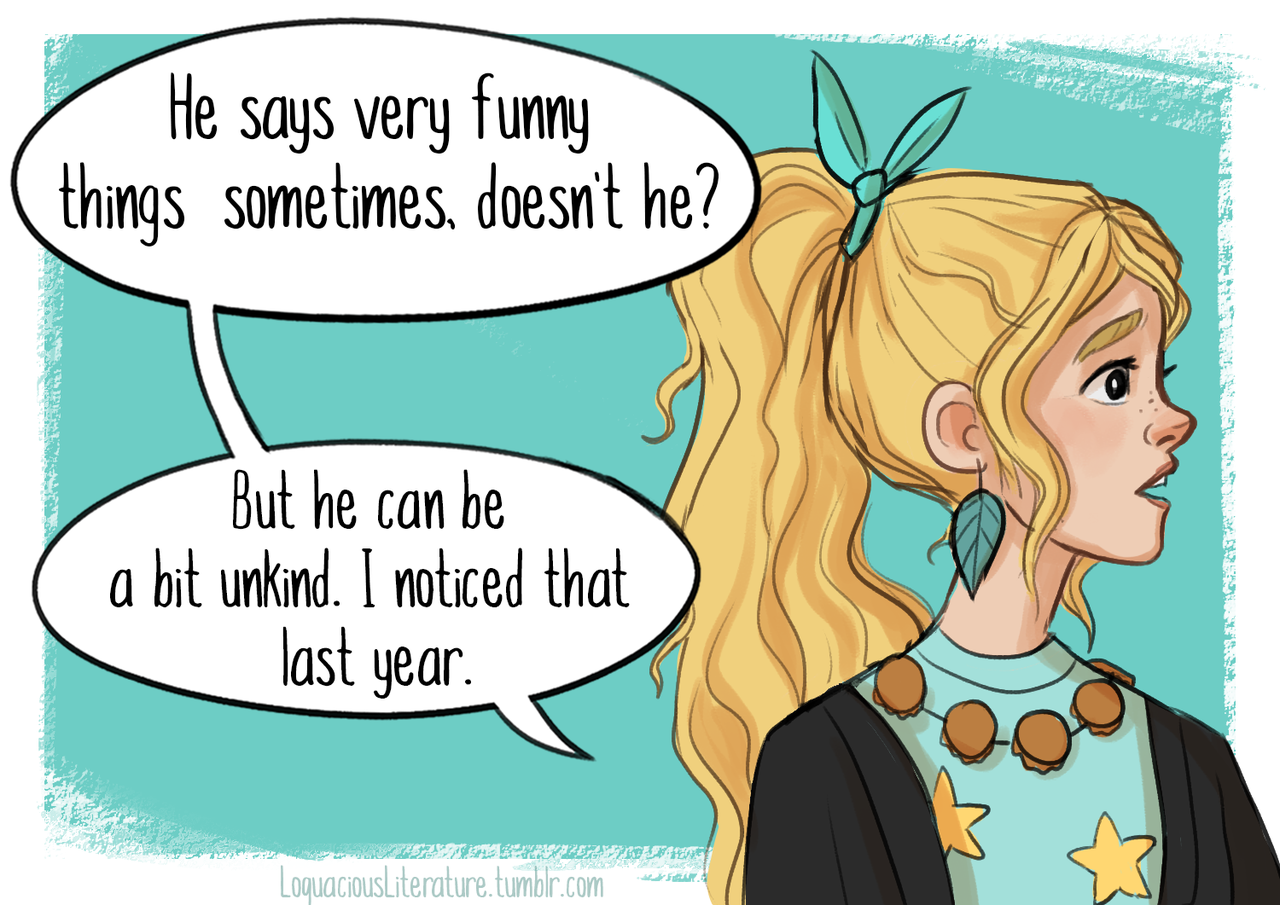 He says very funny
things sometimes, doesn't he?
But he can be
a bit unkind. I noticed that
last year.
LoquaciousLiterature.tumblr.com